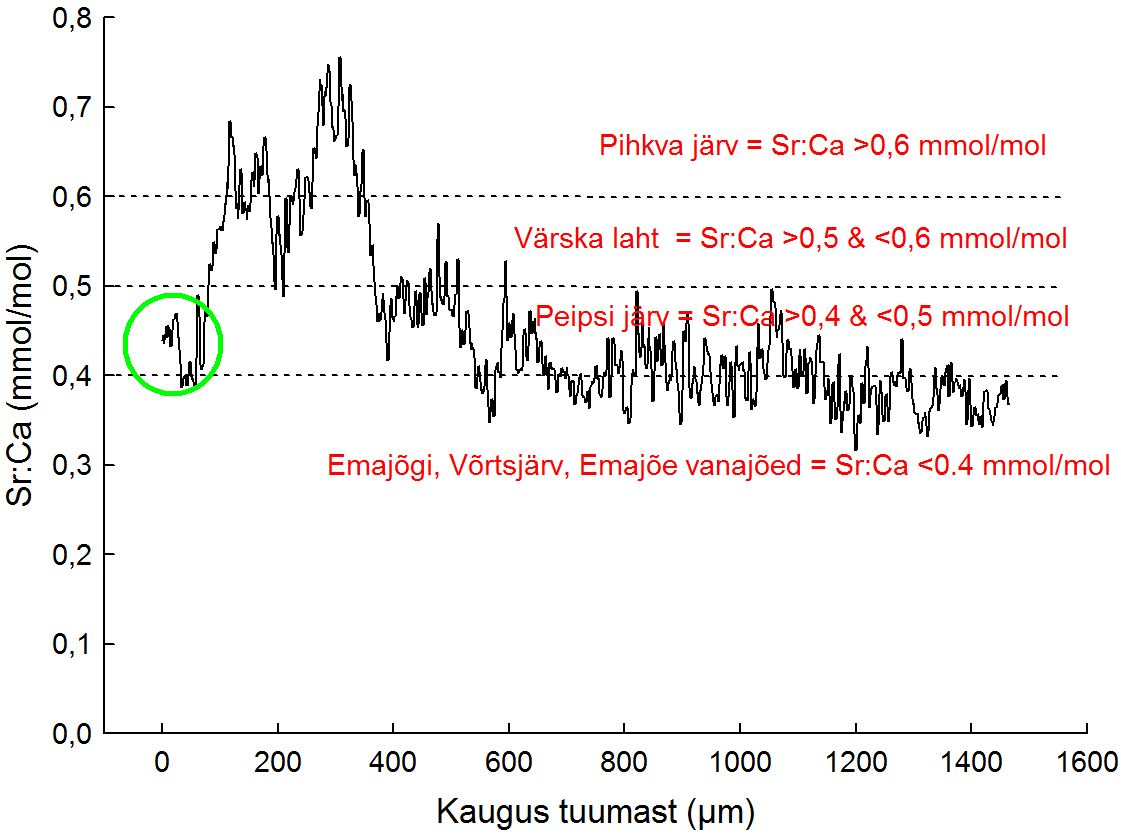 0,8
0,7
0,6
0,5
0,4
0,3
0,2
0,1
0,0
Sr:Ca (mmol/mol)
Pihkva järv = Sr:Ca >0,6 mmol/mol
Värska laht  = Sr:Ca >0,5 & <0,6 mmol/mol
Peipsi järv = Sr:Ca >0,4 & <0,5 mmol/mol
Emajõgi, Võrtsjärv, Emajõe vanajõed = Sr:Ca <0.4 mmol/mol
0 200 400 600 800 1000 1200 1400 1600
Kaugus tuumast (µm)